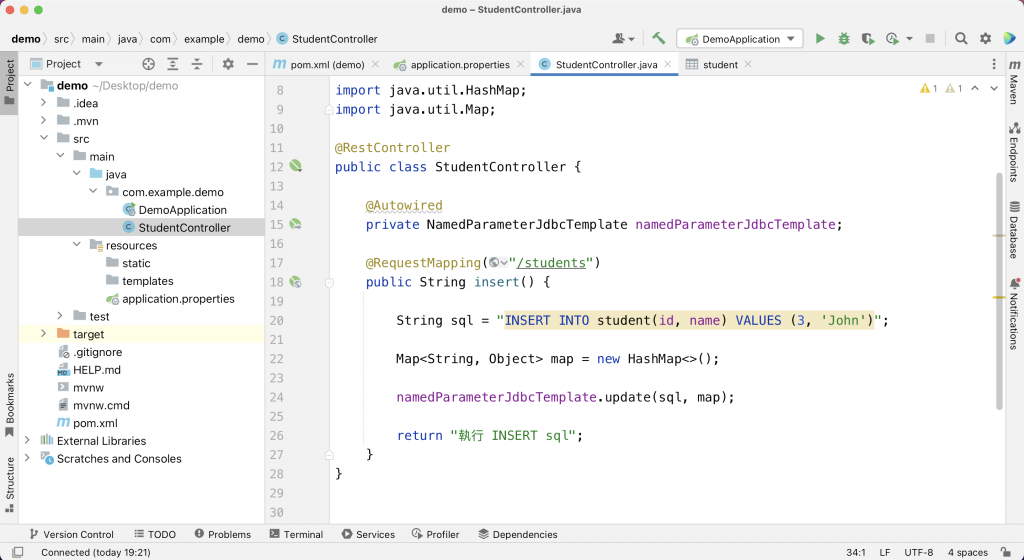 demo – StudentController.java
demo src main java com example demo StudentController
DemoApplication
Project
pom.xml (demo)
application.properties
StudentController.java
student
Project
Bookmarks
Structure
demo ~/Desktop/demo
.idea
.mvn
src
main
java
com.example.demo
DemoApplication
StudentController
resources
static
templates
application.properties
test
target
.gitignore
HELP.md
mvnw
mvnw.cmd
pom.xml
External Libraries
Scratches and Consoles
8 import java.util.HashMap;
9 import java.util.Map;
10
11 @RestController
12 public class StudentController {
13
14 @Autowired
15 private NamedParameterJdbcTemplate namedParameterJdbcTemplate;
16
17 @RequestMapping("/students")
18 public String insert() {
19
20 String sql = "INSERT INTO student(id, name) VALUES (3, 'John')";
21
22 Map<String, Object> map = new HashMap<>();
23
24 namedParameterJdbcTemplate.update(sql, map);
25
26 return "執行 INSERT sql";
27 }
28 }
29
30
1 1
Maven
Endpoints
Database
Notifications
Version Control TODO Problems Terminal Services Profiler Dependencies
Connected (today 19:21) 34:1 LF UTF-8 4 spaces